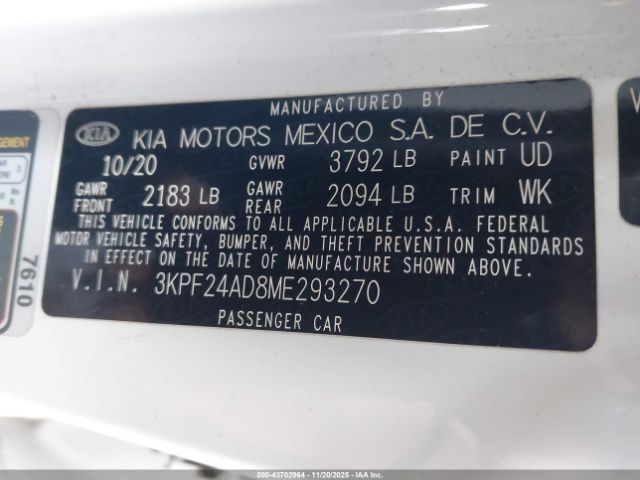 MANUFACTURED BY
KIA KIA MOTORS MEXICO S.A. DE C.V.
10/20 GVWR 3792 LB PAINT UD
GAWR FRONT 2183 LB GAWR REAR 2094 LB TRIM WK
THIS VEHICLE CONFORMS TO ALL APPLICABLE U.S.A. FEDERAL
MOTOR VEHICLE SAFETY, BUMPER, AND THEFT PREVENTION STANDARDS
IN EFFECT ON THE DATE OF MANUFACTURE SHOWN ABOVE.
V.I.N. 3KPF24AD8ME293270
PASSENGER CAR
7610
000-43702964 | 11/20/2025 | IAAI CORP